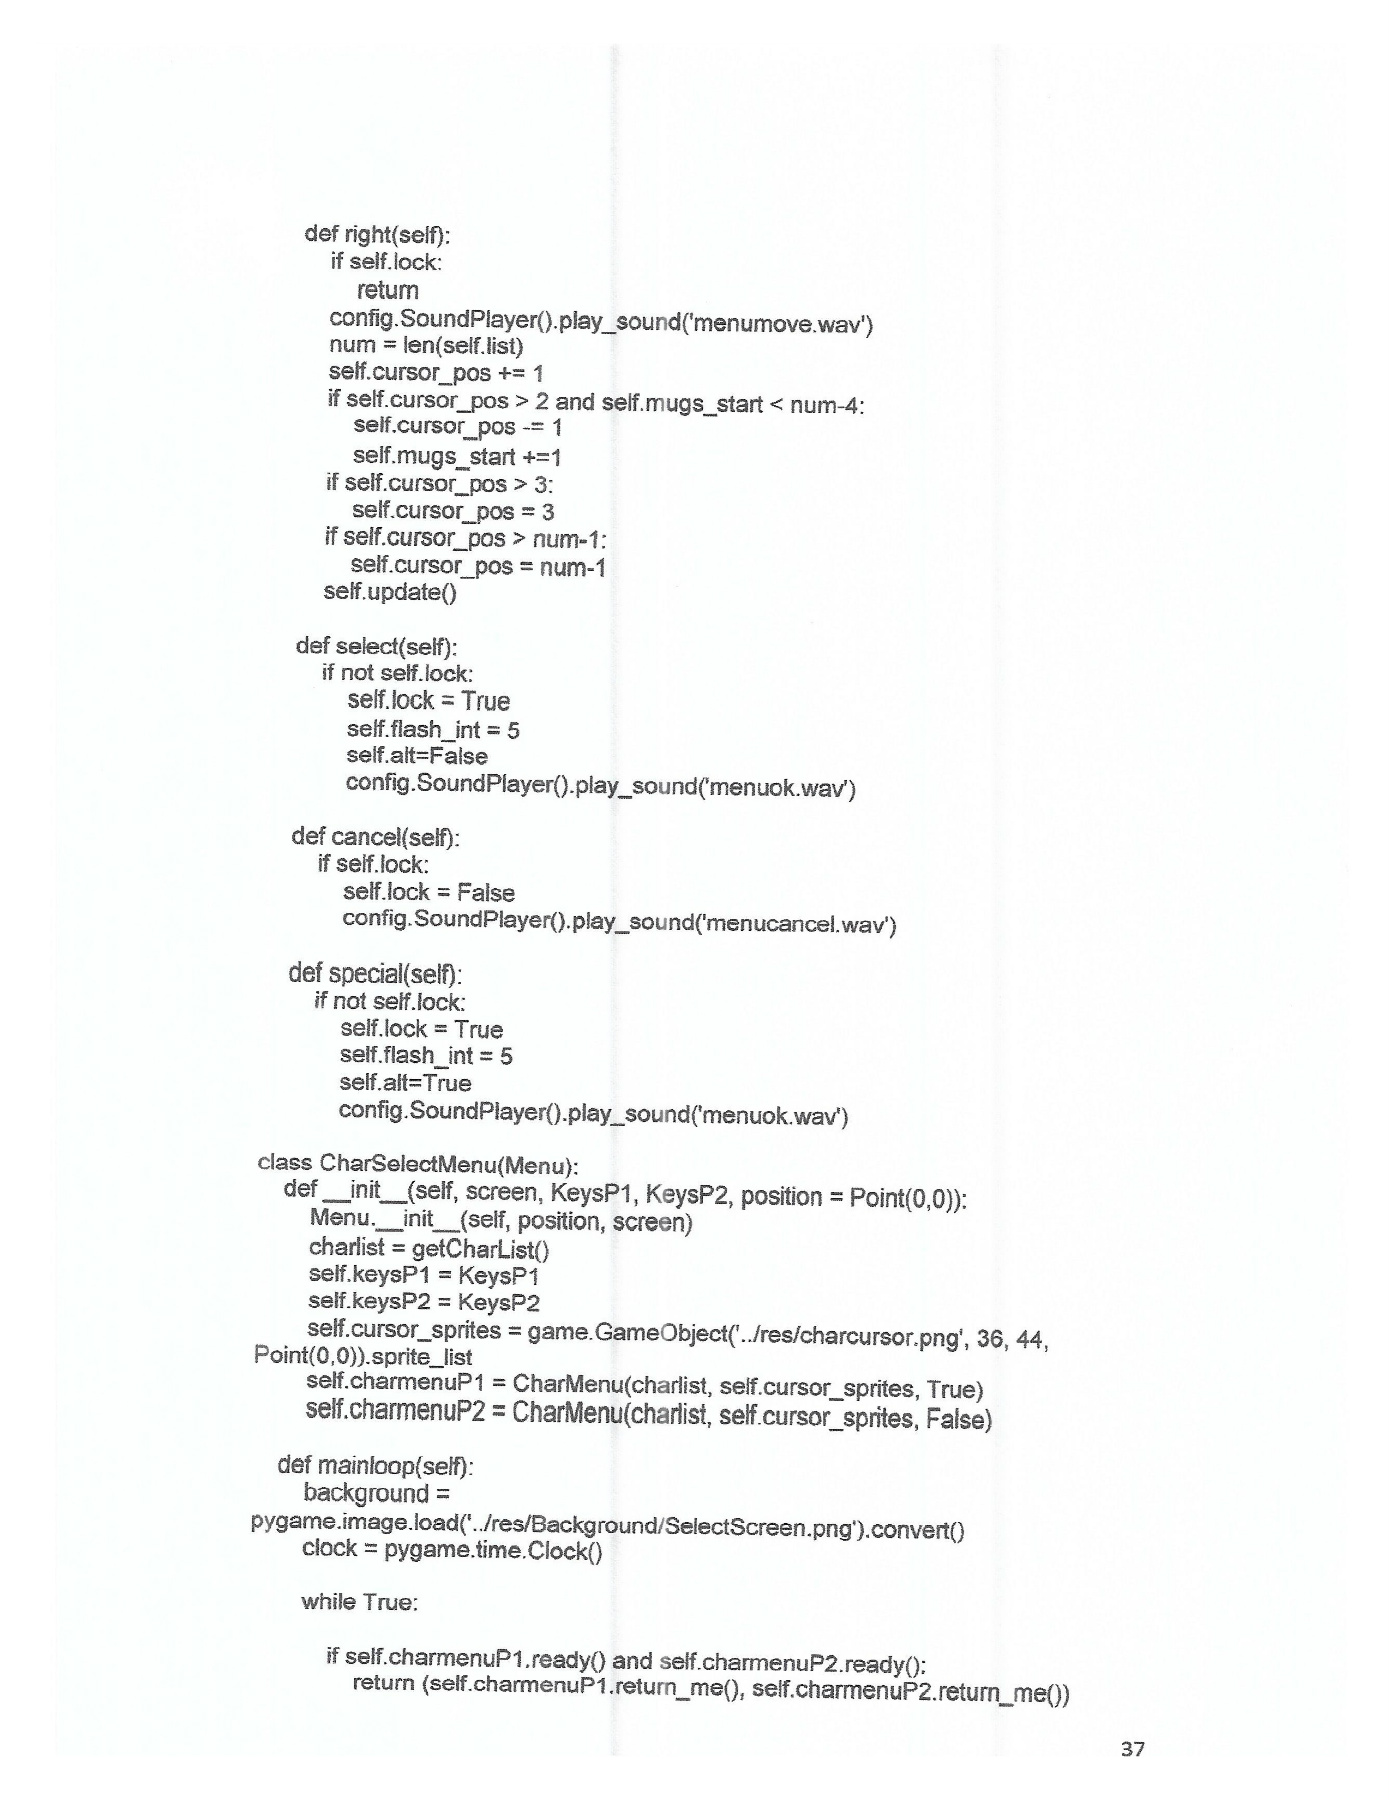 def right(self):
if self.lock:
return
config.SoundPlayer().play_sound('menumove.wav')
num = len(self.list)
self.cursor_pos += 1
if self.cursor_pos > 2 and self.mugs_start < num-4:
self.cursor_pos -= 1
self.mugs_start +=1
if self.cursor_pos > 3:
self.cursor_pos = 3
if self.cursor_pos > num-1:
self.cursor_pos = num-1
self.update()
def select(self):
if not self.lock:
self.lock = True
self.flash_int = 5
self.alt=False
config.SoundPlayer().play_sound('menuok.wav')
def cancel(self):
if self.lock:
self.lock = False
config.SoundPlayer().play_sound('menucancel.wav')
def special(self):
if not self.lock:
self.lock = True
self.flash_int = 5
self.alt=True
config.SoundPlayer().play_sound('menuok.wav')
class CharSelectMenu(Menu):
def __init__(self, screen, KeysP1, KeysP2, position = Point(0,0)):
Menu.__init__(self, position, screen)
charlist = getCharList()
self.keysP1 = KeysP1
self.keysP2 = KeysP2
self.cursor_sprites = game.GameObject('../res/charcursor.png', 36, 44,
Point(0,0)).sprite_list
self.charmenuP1 = CharMenu(charlist, self.cursor_sprites, True)
self.charmenuP2 = CharMenu(charlist, self.cursor_sprites, False)
def mainloop(self):
background =
pygame.image.load('../res/Background/SelectScreen.png').convert()
clock = pygame.time.Clock()
while True:
if self.charmenuP1.ready() and self.charmenuP2.ready():
return (self.charmenuP1.return_me(), self.charmenuP2.return_me())
37